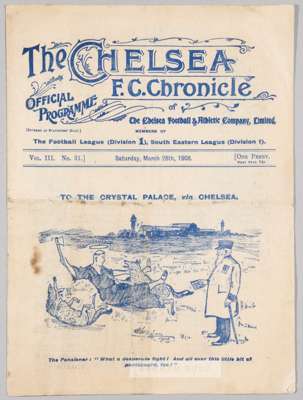 The CHELSEA
F.C. Chronicle
OFFICIAL PROGRAMME
of
The Chelsea Football & Athletic Company, Limited.
MEMBERS OF
The Football League (Division 1), South Eastern League (Division 1).
VOL. III. No. 31.] Saturday, March 28th, 1908. [ONE PENNY.
TO THE CRYSTAL PALACE, via CHELSEA.
The Pensioner: "What a desperate fight! And all over this little bit of
pasteboard, too!"